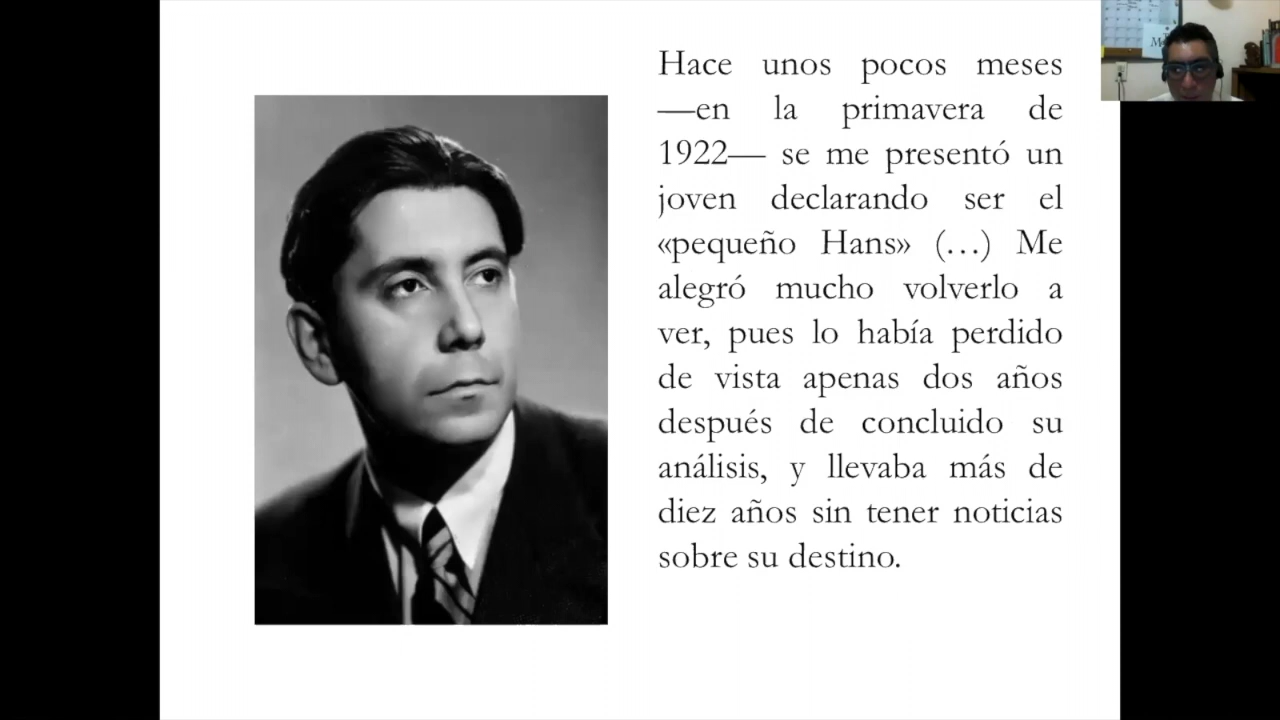 Hace unos pocos meses
—en la primavera de
1922— se me presentó un
joven declarando ser el
«pequeño Hans» (…) Me
alegró mucho volverlo a
ver, pues lo había perdido
de vista apenas dos años
después de concluido su
análisis, y llevaba más de
diez años sin tener noticias
sobre su destino.